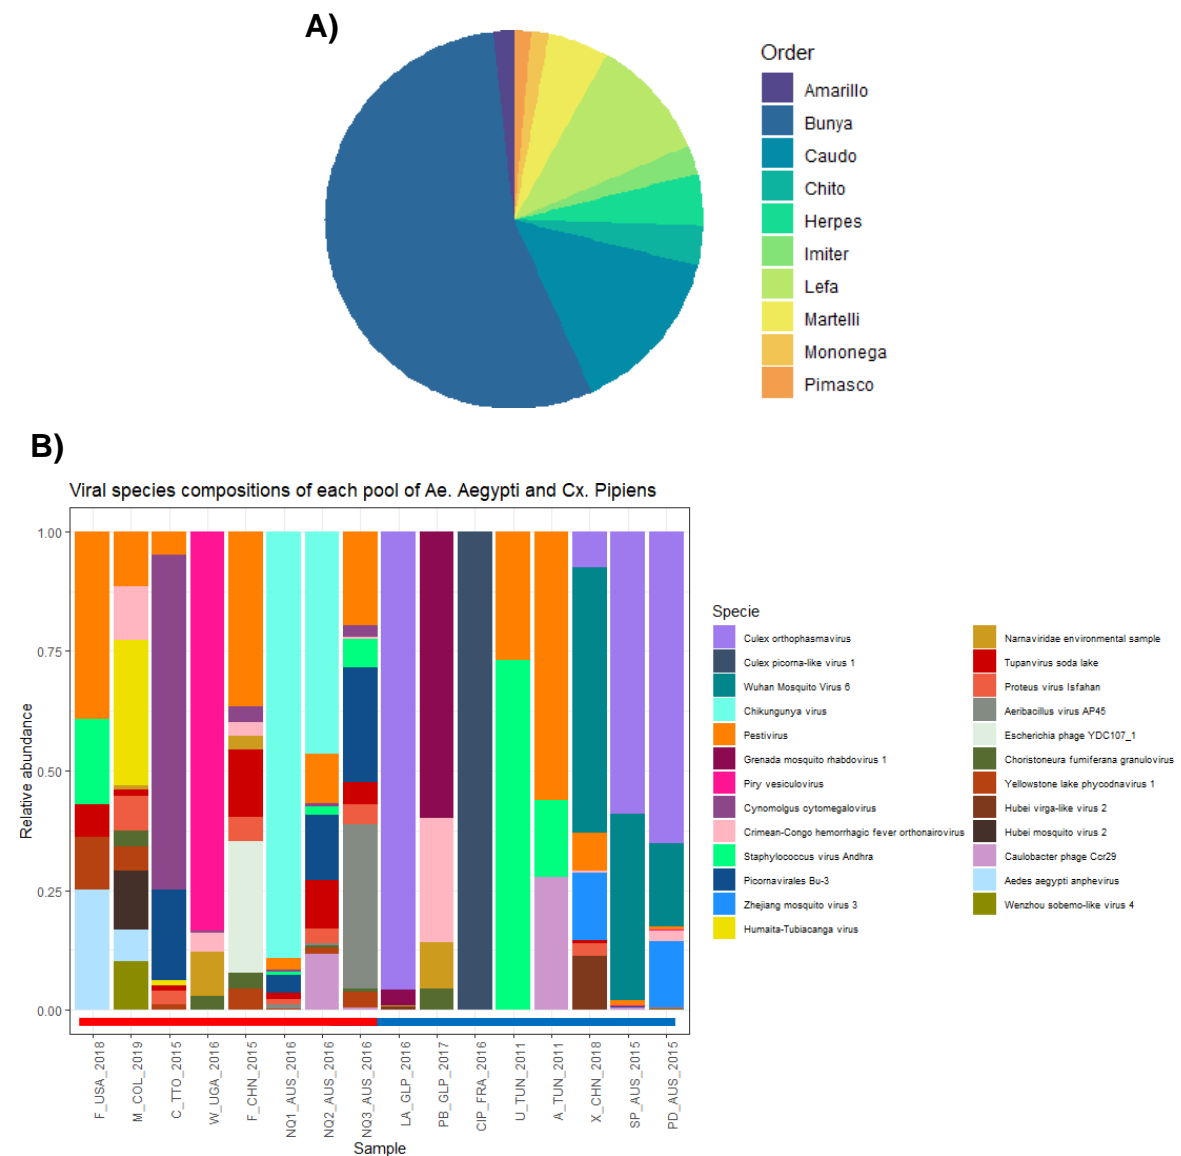 A)
Order
Amarillo
Bunya
Caudo
Chito
Herpes
Imiter
Lefa
Martelli
Mononega
Pimasco
B)
Viral species compositions of each pool of Ae. Aegypti and Cx. Pipiens
Relative abundance
1.00
0.75
0.50
0.25
0.00
F_USA_2018
M_COL_2019
C_TTO_2015
W_UGA_2016
F_CHN_2015
NQ1_AUS_2016
NQ2_AUS_2016
NQ3_AUS_2016
LA_GLP_2016
PB_GLP_2017
CIP_FRA_2016
U_TUN_2011
A_TUN_2011
X_CHN_2018
SP_AUS_2015
PD_AUS_2015
Sample
Specie
Culex orthophasmavirus
Culex picorna-like virus 1
Wuhan Mosquito Virus 6
Chikungunya virus
Pestivirus
Grenada mosquito rhabdovirus 1
Piry vesiculovirus
Cynomolgus cytomegalovirus
Crimean-Congo hemorrhagic fever orthonairovirus
Staphylococcus virus Andhra
Picornavirales Bu-3
Zhejiang mosquito virus 3
Humaita-Tubiacanga virus
Narnaviridae environmental sample
Tupanvirus soda lake
Proteus virus Isfahan
Aeribacillus virus AP45
Escherichia phage YDC107_1
Choristoneura fumiferana granulovirus
Yellowstone lake phycodnavirus 1
Hubei virga-like virus 2
Hubei mosquito virus 2
Caulobacter phage Ccr29
Aedes aegypti anphevirus
Wenzhou sobemo-like virus 4